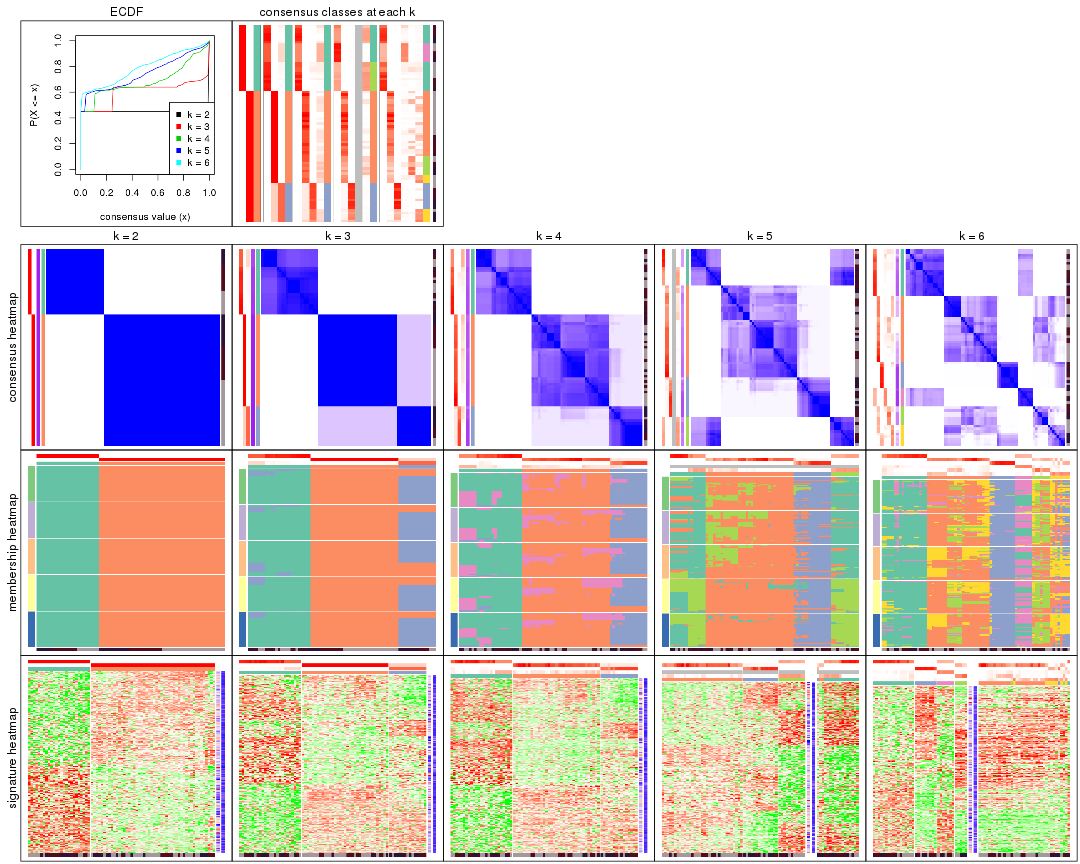 ECDF
consensus classes at each k
P(X <= x)
0.0 0.2 0.4 0.6 0.8 1.0
k = 2
k = 3
k = 4
k = 5
k = 6
0.0 0.2 0.4 0.6 0.8 1.0
consensus value (x)
k = 2 k = 3 k = 4 k = 5 k = 6
consensus heatmap
membership heatmap
signature heatmap